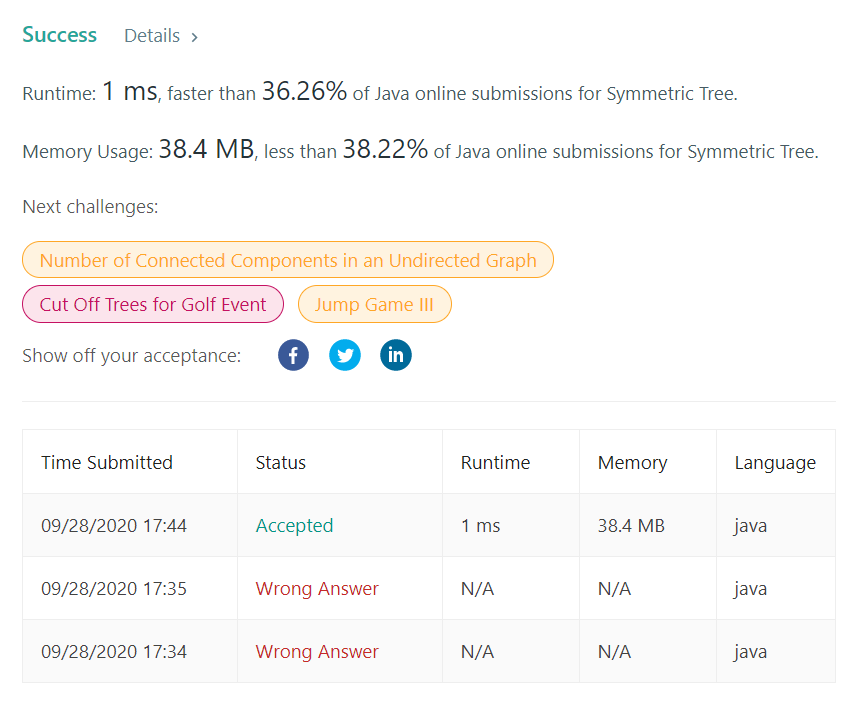 Success Details >
Runtime: 1 ms, faster than 36.26% of Java online submissions for Symmetric Tree.
Memory Usage: 38.4 MB, less than 38.22% of Java online submissions for Symmetric Tree.
Next challenges:
Number of Connected Components in an Undirected Graph
Cut Off Trees for Golf Event Jump Game III
Show off your acceptance: f in
Time Submitted Status Runtime Memory Language
09/28/2020 17:44 Accepted 1 ms 38.4 MB java
09/28/2020 17:35 Wrong Answer N/A N/A java
09/28/2020 17:34 Wrong Answer N/A N/A java